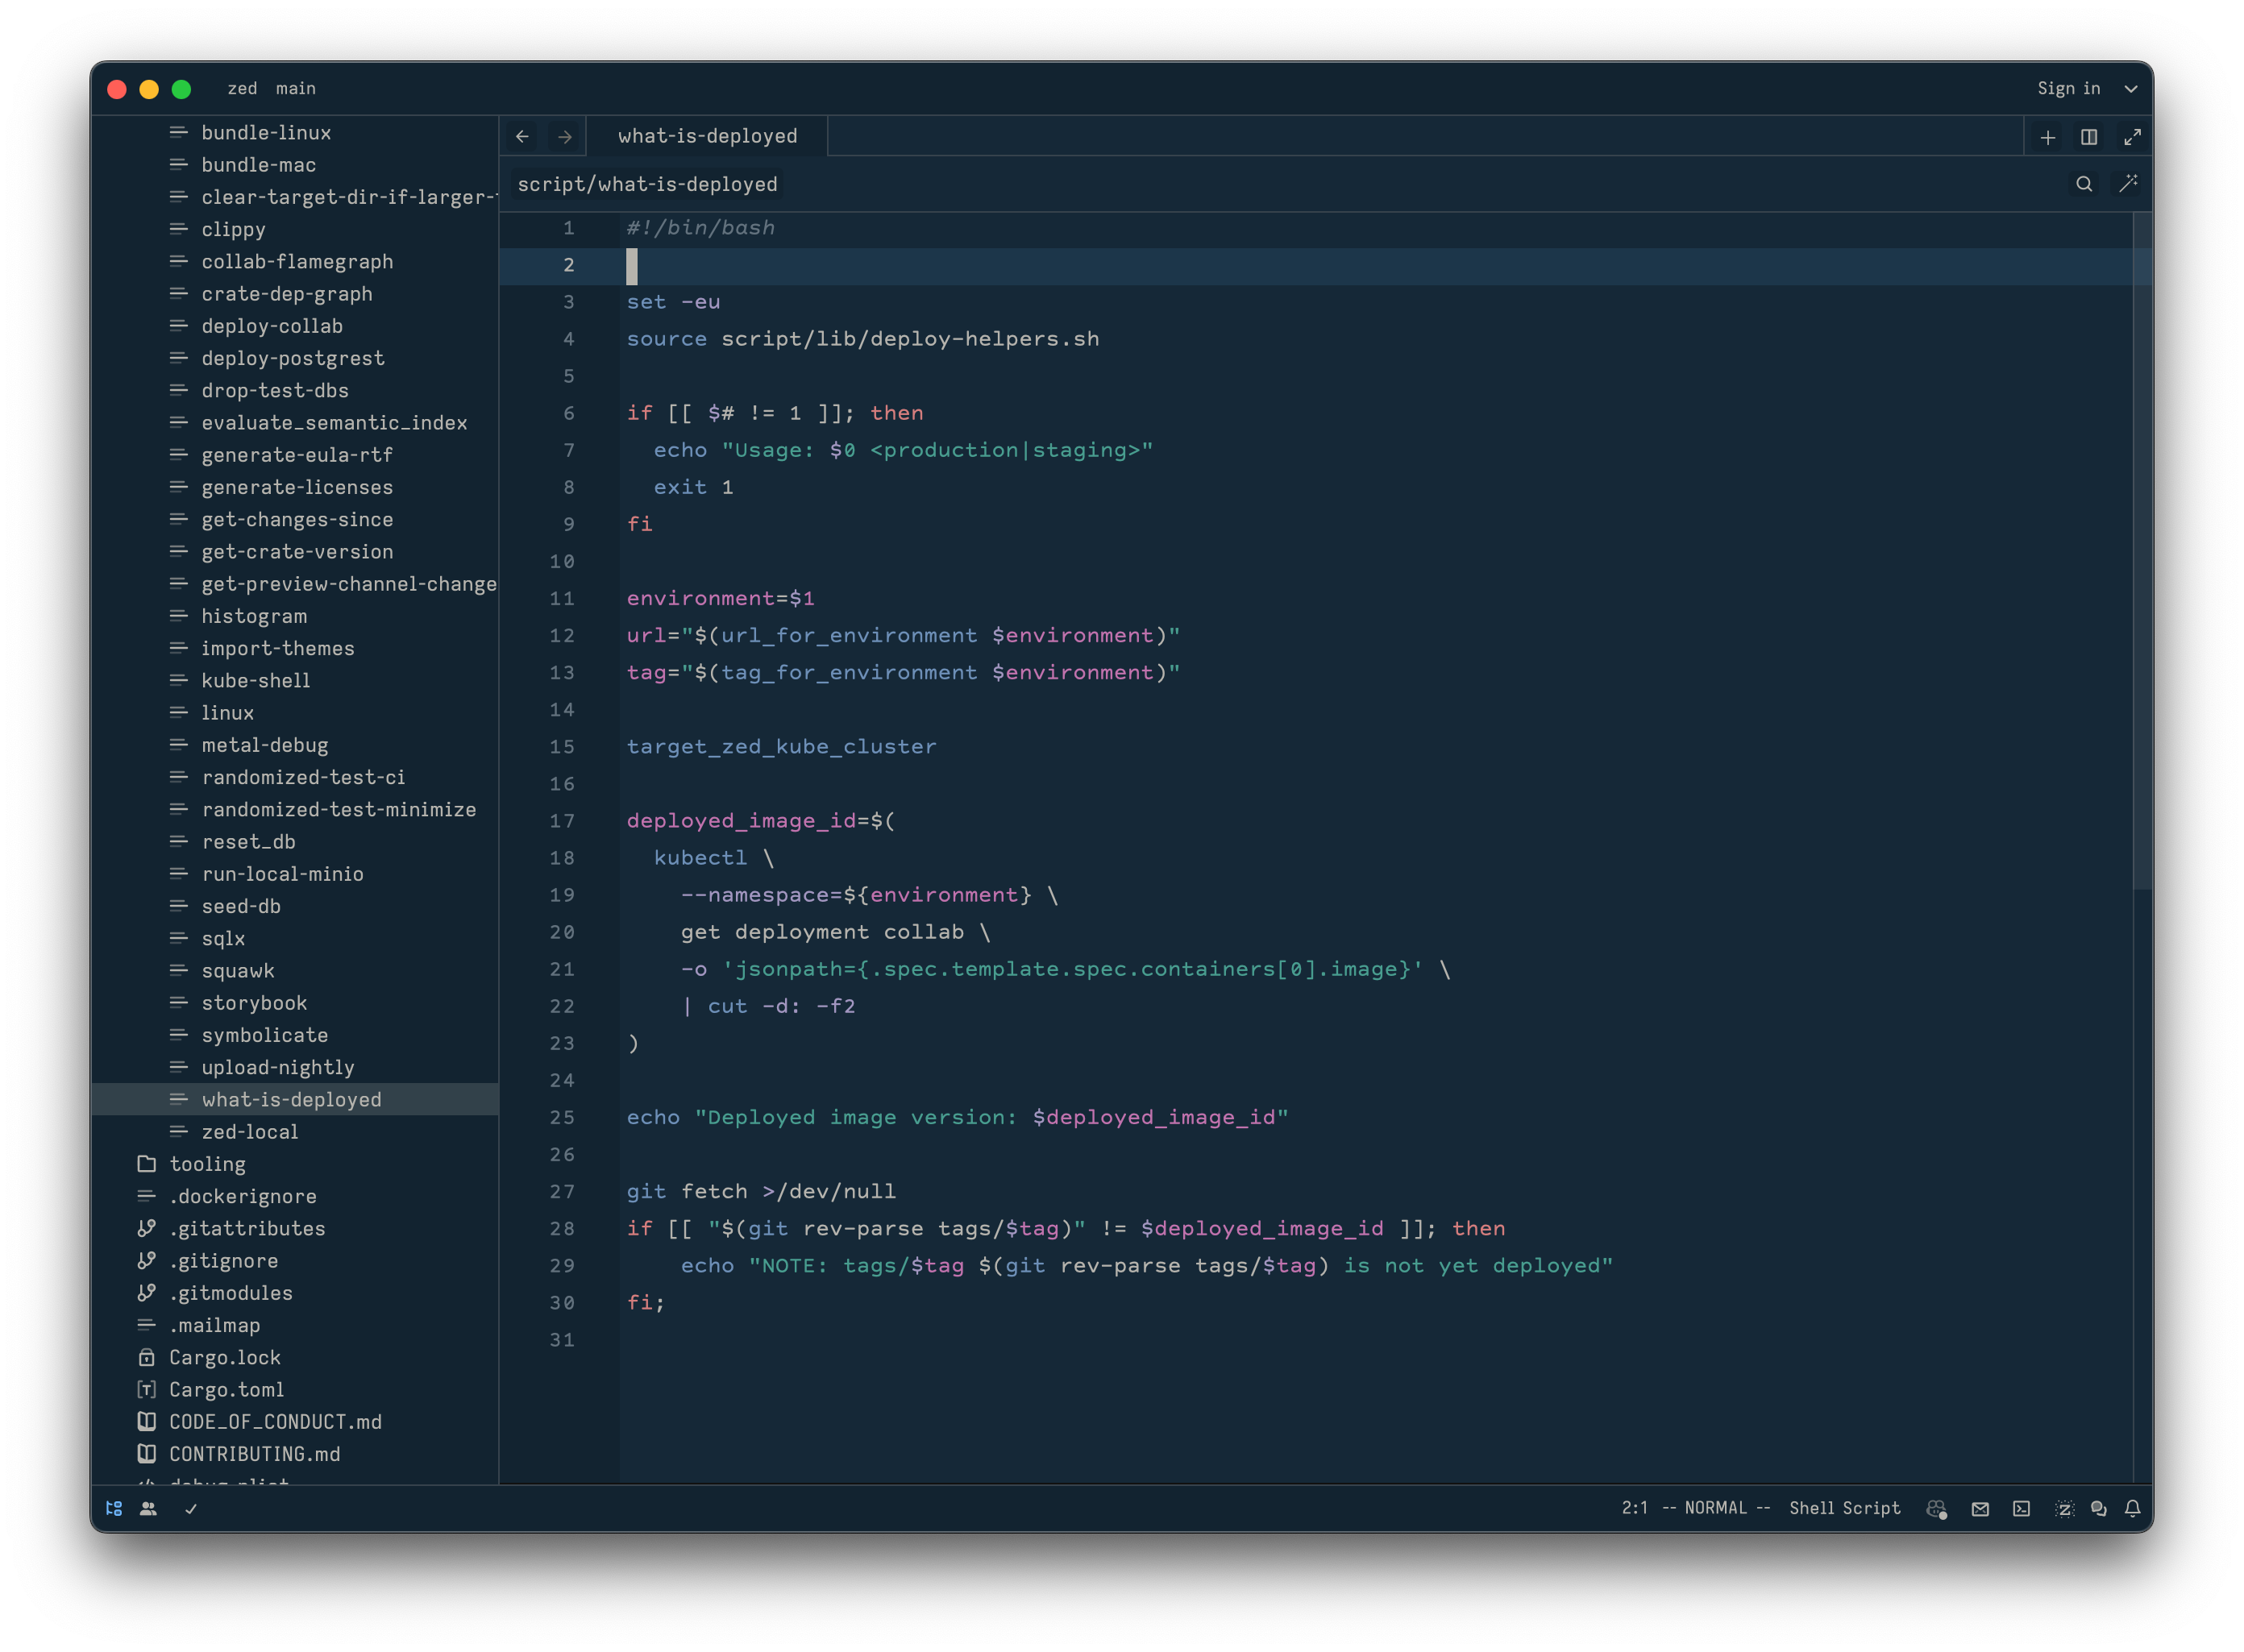 zed main
Sign in
bundle-linux
bundle-mac
clear-target-dir-if-larger-
clippy
collab-flamegraph
crate-dep-graph
deploy-collab
deploy-postgrest
drop-test-dbs
evaluate_semantic_index
generate-eula-rtf
generate-licenses
get-changes-since
get-crate-version
get-preview-channel-change
histogram
import-themes
kube-shell
linux
metal-debug
randomized-test-ci
randomized-test-minimize
reset_db
run-local-minio
seed-db
sqlx
squawk
storybook
symbolicate
upload-nightly
what-is-deployed
zed-local
tooling
.dockerignore
.gitattributes
.gitignore
.gitmodules
.mailmap
Cargo.lock
Cargo.toml
CODE_OF_CONDUCT.md
CONTRIBUTING.md
what-is-deployed
script/what-is-deployed
1 #!/bin/bash
2
3 set -eu
4 source script/lib/deploy-helpers.sh
5
6 if [[ $# != 1 ]]; then
7   echo "Usage: $0 <production|staging>"
8   exit 1
9 fi
10
11 environment=$1
12 url="$(url_for_environment $environment)"
13 tag="$(tag_for_environment $environment)"
14
15 target_zed_kube_cluster
16
17 deployed_image_id=$(
18   kubectl \
19     --namespace=${environment} \
20     get deployment collab \
21     -o 'jsonpath={.spec.template.spec.containers[0].image}' \
22     | cut -d: -f2
23 )
24
25 echo "Deployed image version: $deployed_image_id"
26
27 git fetch >/dev/null
28 if [[ "$(git rev-parse tags/$tag)" != $deployed_image_id ]]; then
29     echo "NOTE: tags/$tag $(git rev-parse tags/$tag) is not yet deployed"
30 fi;
31
2:1 -- NORMAL -- Shell Script